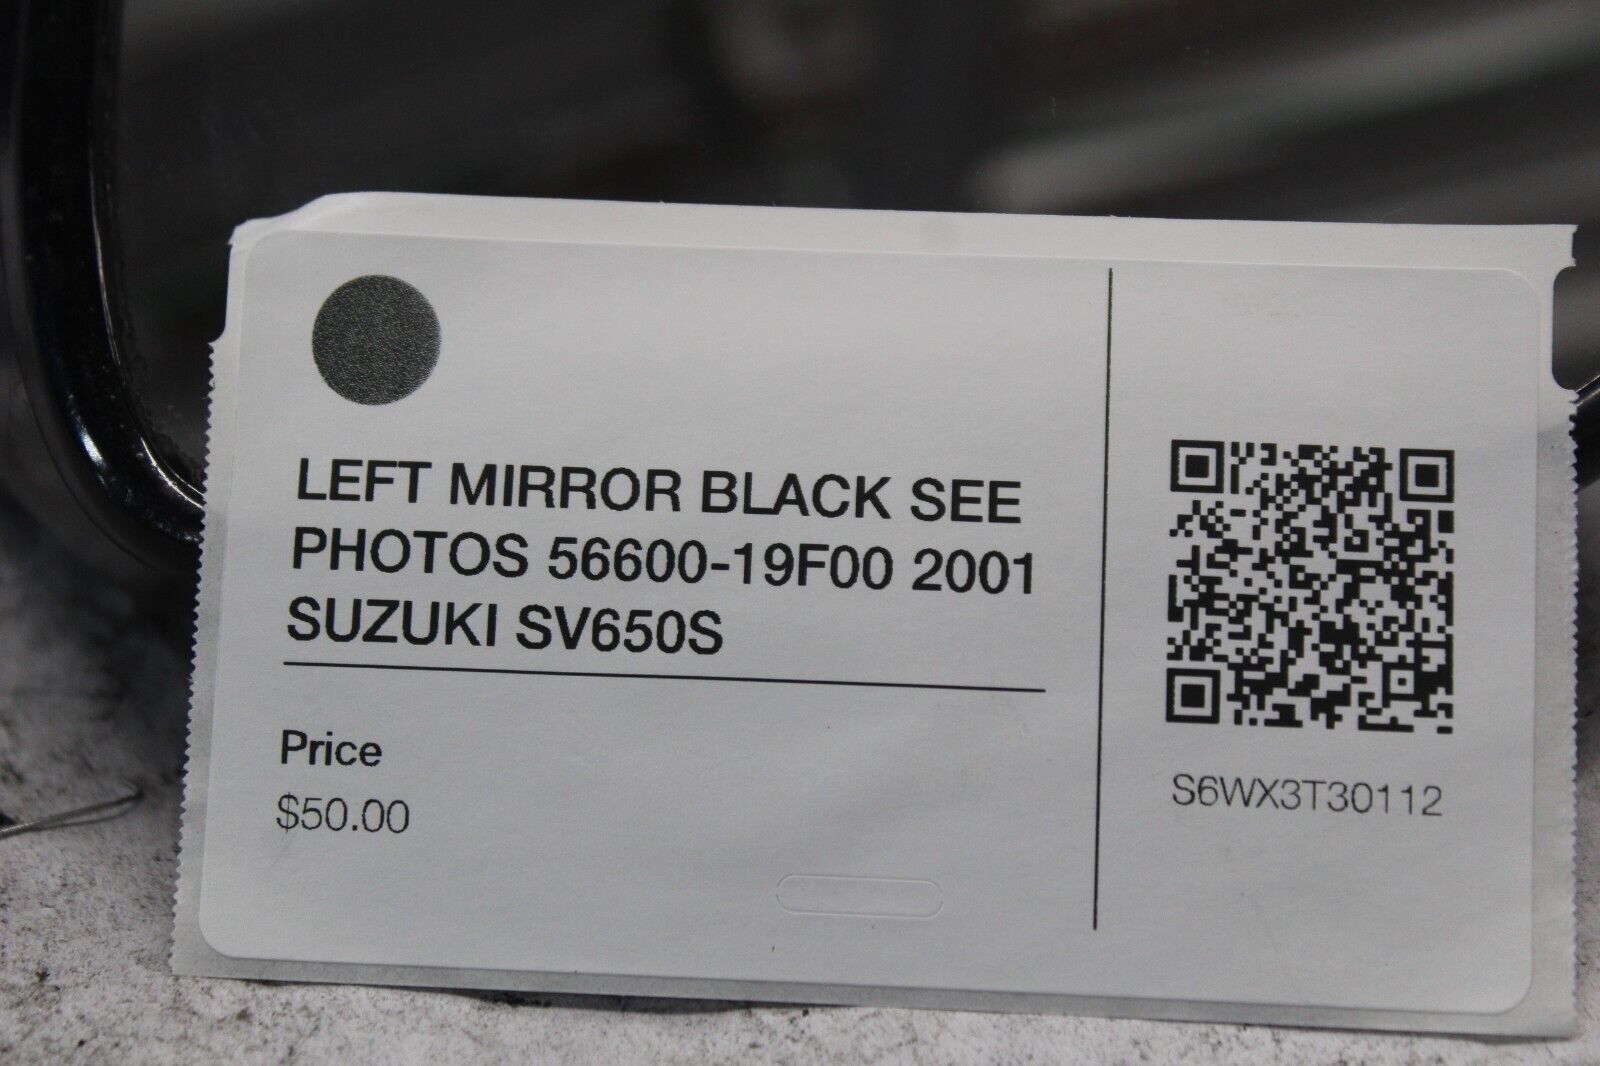 LEFT MIRROR BLACK SEE
PHOTOS 56600-19F00 2001
SUZUKI SV650S
Price
$50.00
S6WX3T30112